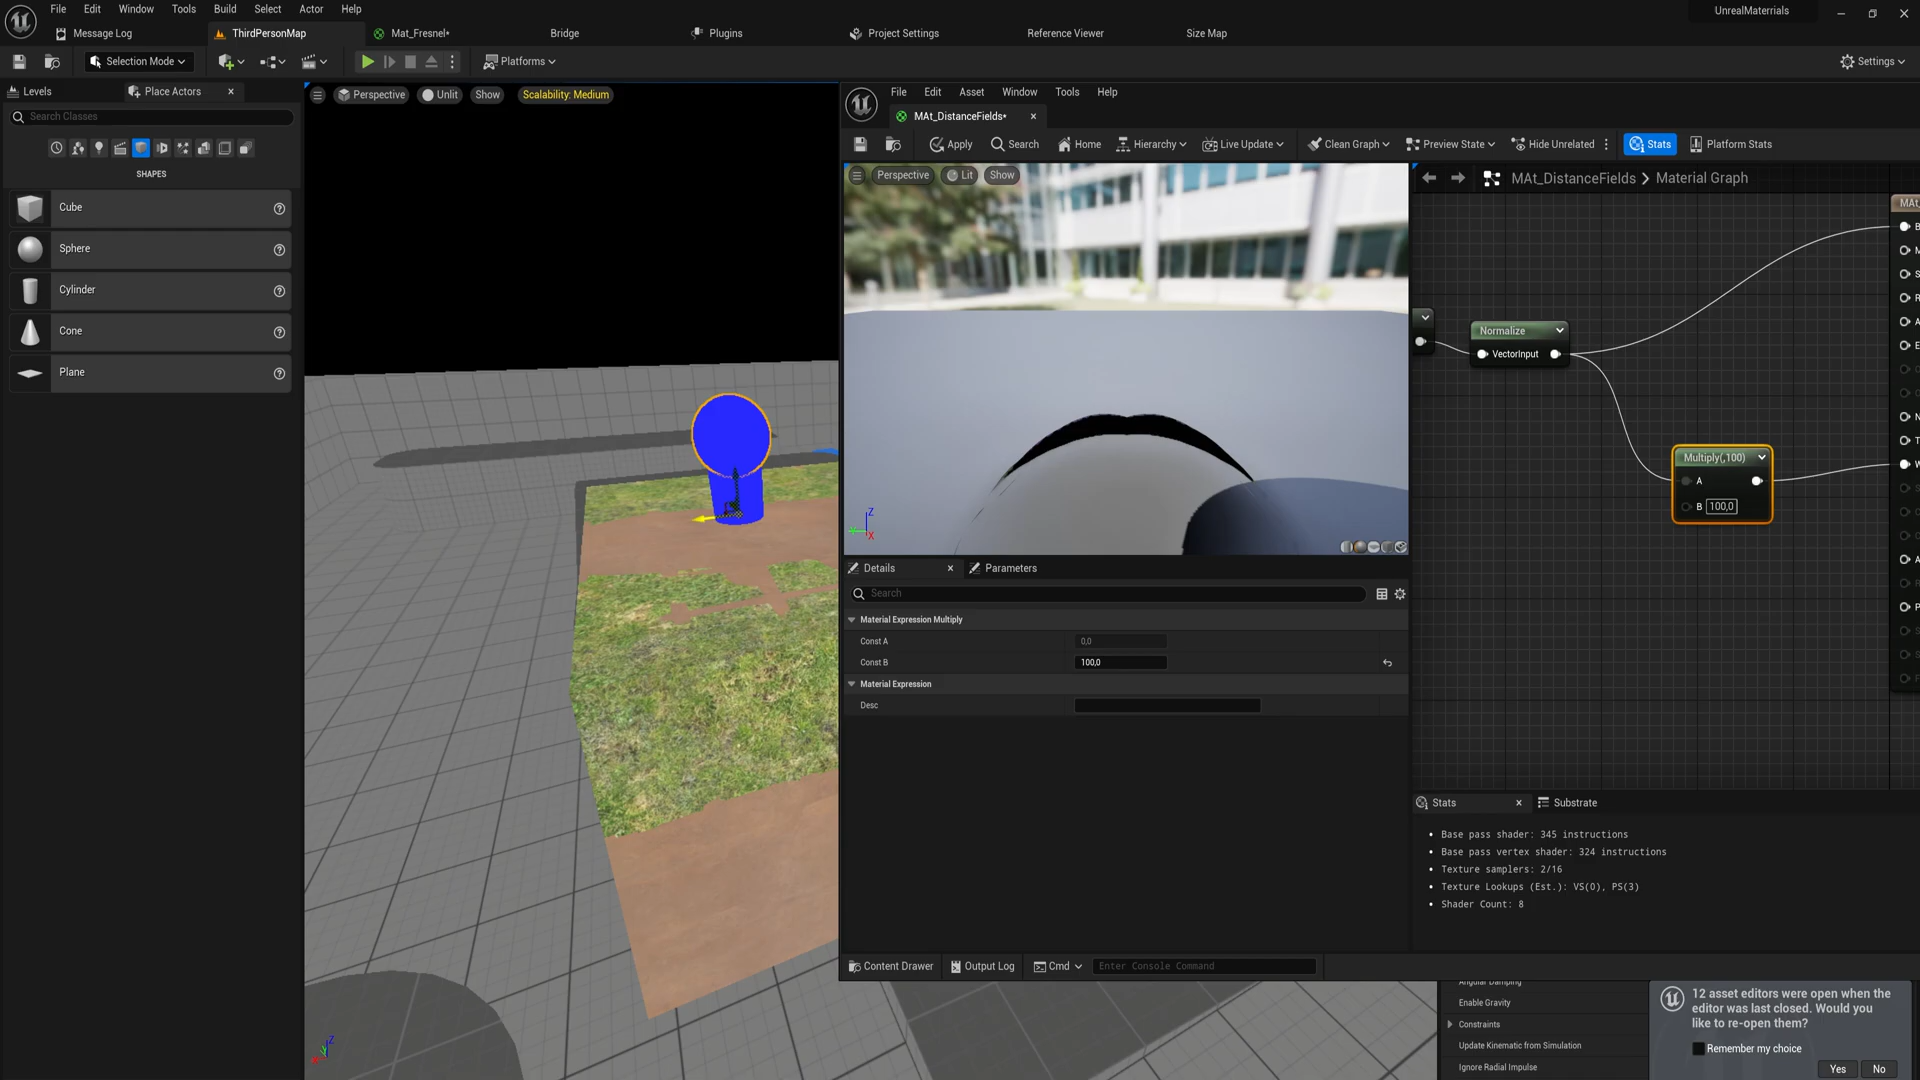 File Edit Window Tools Build Select Actor Help
UnrealMaterials
Message Log ThirdPersonMap Mat_Fresnel* Bridge Plugins Project Settings Reference Viewer Size Map
Selection Mode Platforms Settings
Levels Place Actors
Search Classes
SHAPES
Cube
Sphere
Cylinder
Cone
Plane
Perspective Unlit Show Scalability: Medium
File Edit Asset Window Tools Help
MAt_DistanceFields*
Apply Search Home Hierarchy Live Update Clean Graph Preview State Hide Unrelated Stats Platform Stats
Perspective Lit Show
MAt_DistanceFields Material Graph
MAt_
Normalize
VectorInput
Multiply(,100)
A
B 100,0
B
M
S
R
A
E
N
T
W
A
P
Z
X
Details Parameters
Search
Material Expression Multiply
Const A 0,0
Const B 100,0
Material Expression
Desc
Stats Substrate
Base pass shader: 345 instructions
Base pass vertex shader: 324 instructions
Texture samplers: 2/16
Texture Lookups (Est.): VS(0), PS(3)
Shader Count: 8
Content Drawer Output Log Cmd Enter Console Command
Angular Damping
Enable Gravity
Constraints
Update Kinematic from Simulation
Ignore Radial Impulse
12 asset editors were open when the
editor was last closed. Would you
like to re-open them?
Remember my choice
Yes No
Z
X